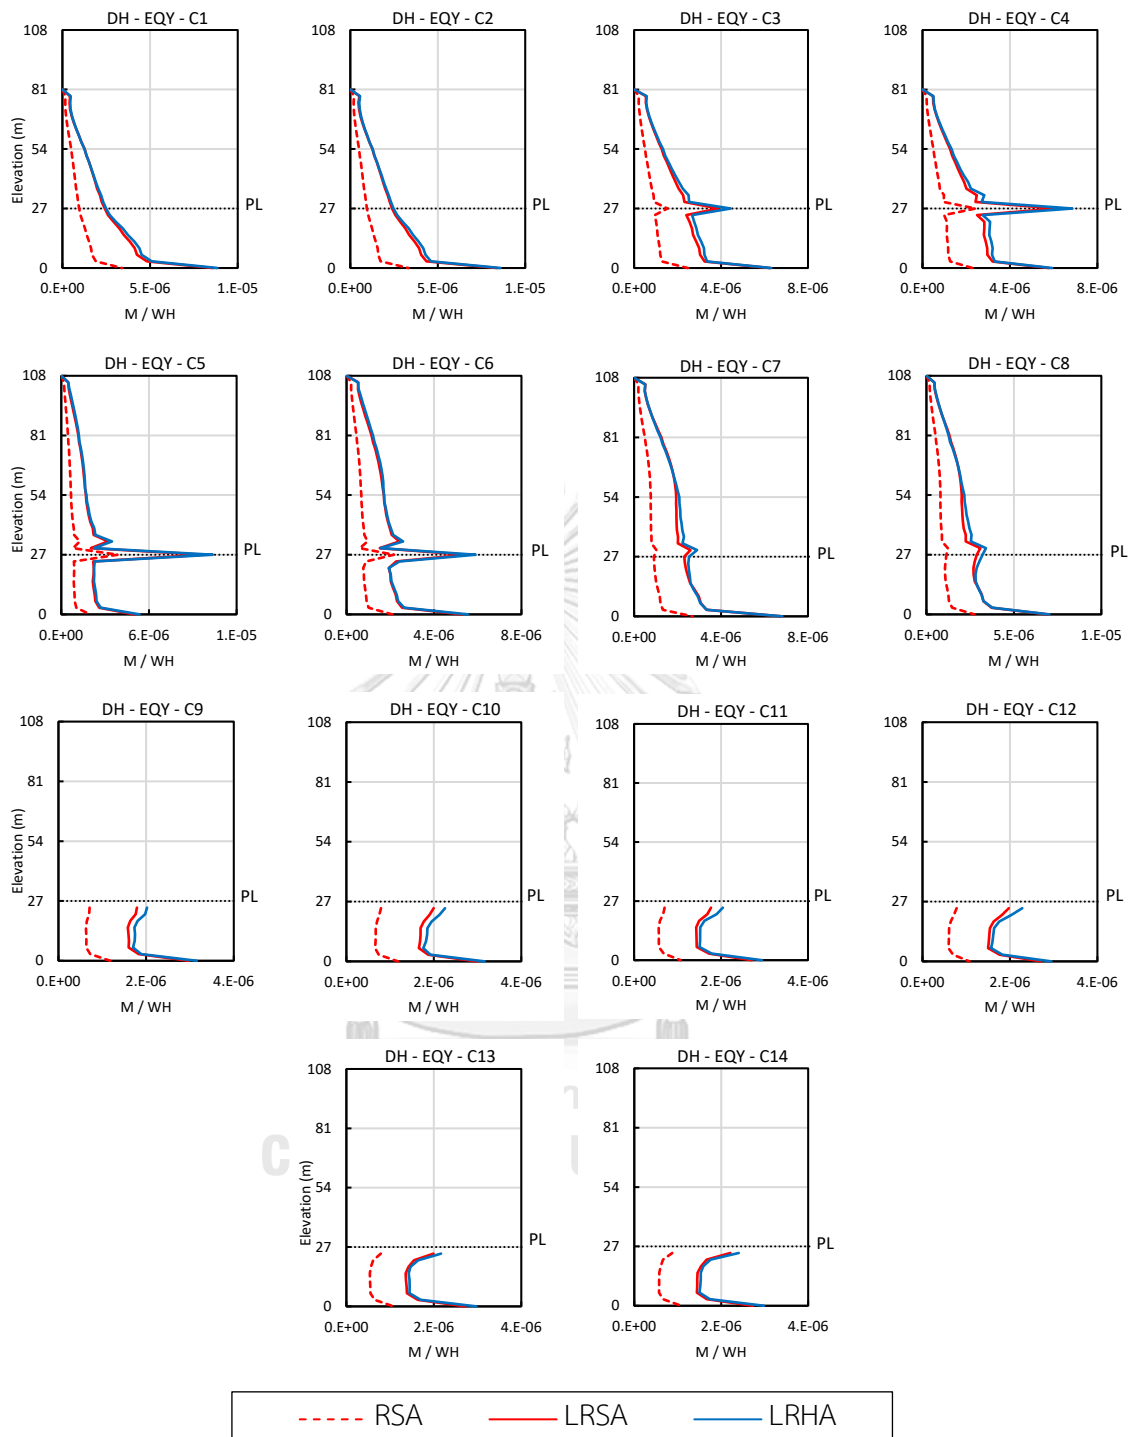 DH - EQY - C1
DH - EQY - C2
DH - EQY - C3
DH - EQY - C4
108
81
54
27
0
Elevation (m)
PL
0.E+00 5.E-06 1.E-05
M / WH
108
81
54
27
0
PL
0.E+00 5.E-06 1.E-05
M / WH
108
81
54
27
0
PL
0.E+00 4.E-06 8.E-06
M / WH
108
81
54
27
0
PL
0.E+00 4.E-06 8.E-06
M / WH
DH - EQY - C5
DH - EQY - C6
DH - EQY - C7
DH - EQY - C8
108
81
54
27
0
Elevation (m)
PL
0.E+00 5.E-06 1.E-05
M / WH
108
81
54
27
0
PL
0.E+00 4.E-06 8.E-06
M / WH
108
81
54
27
0
PL
0.E+00 4.E-06 8.E-06
M / WH
108
81
54
27
0
PL
0.E+00 5.E-06 1.E-05
M / WH
DH - EQY - C9
DH - EQY - C10
DH - EQY - C11
DH - EQY - C12
108
81
54
27
0
Elevation (m)
PL
0.E+00 2.E-06 4.E-06
M / WH
108
81
54
27
0
PL
0.E+00 2.E-06 4.E-06
M / WH
108
81
54
27
0
PL
0.E+00 2.E-06 4.E-06
M / WH
108
81
54
27
0
PL
0.E+00 2.E-06 4.E-06
M / WH
DH - EQY - C13
DH - EQY - C14
108
81
54
27
0
Elevation (m)
PL
0.E+00 2.E-06 4.E-06
M / WH
108
81
54
27
0
PL
0.E+00 2.E-06 4.E-06
M / WH
RSA LRSA LRHA